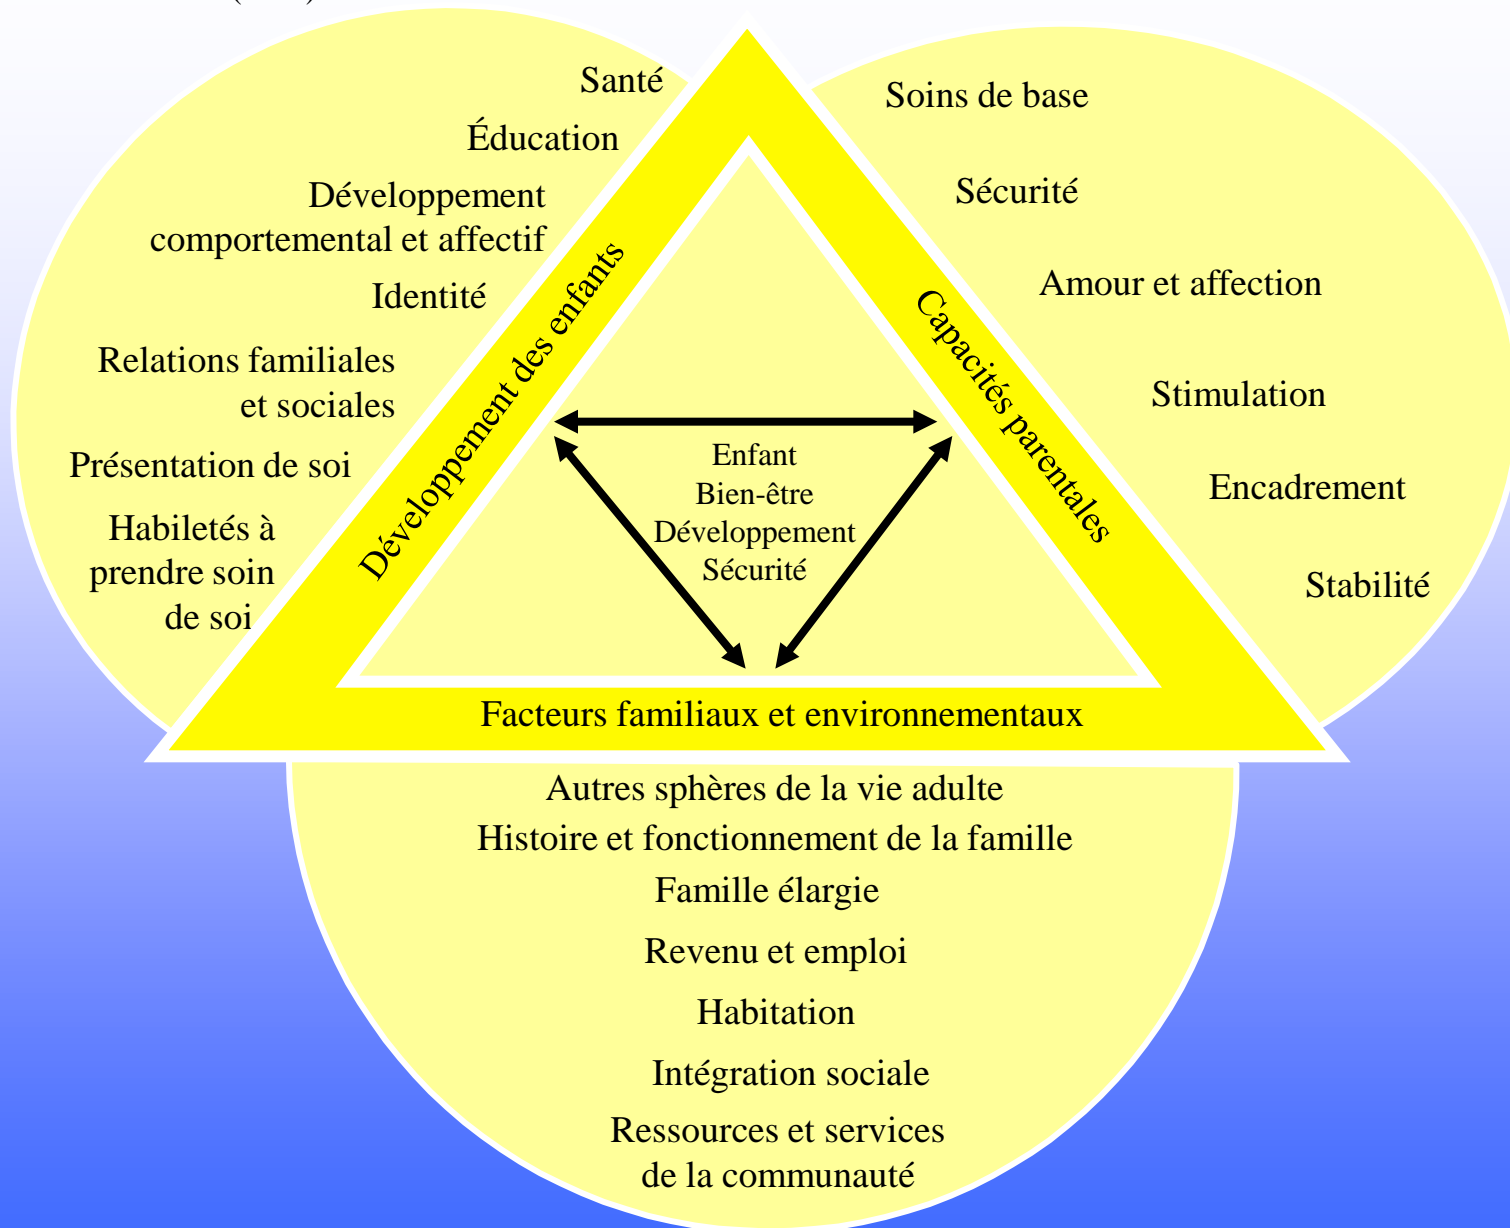 Santé
Éducation
Développement
comportemental et affectif
Identité
Relations familiales
et sociales
Présentation de soi
Habiletés à
prendre soin
de soi
Développement des enfants
Soins de base
Sécurité
Amour et affection
Stimulation
Encadrement
Stabilité
Capacités parentales
Enfant
Bien-être
Développement
Sécurité
Facteurs familiaux et environnementaux
Autres sphères de la vie adulte
Histoire et fonctionnement de la famille
Famille élargie
Revenu et emploi
Habitation
Intégration sociale
Ressources et services
de la communauté